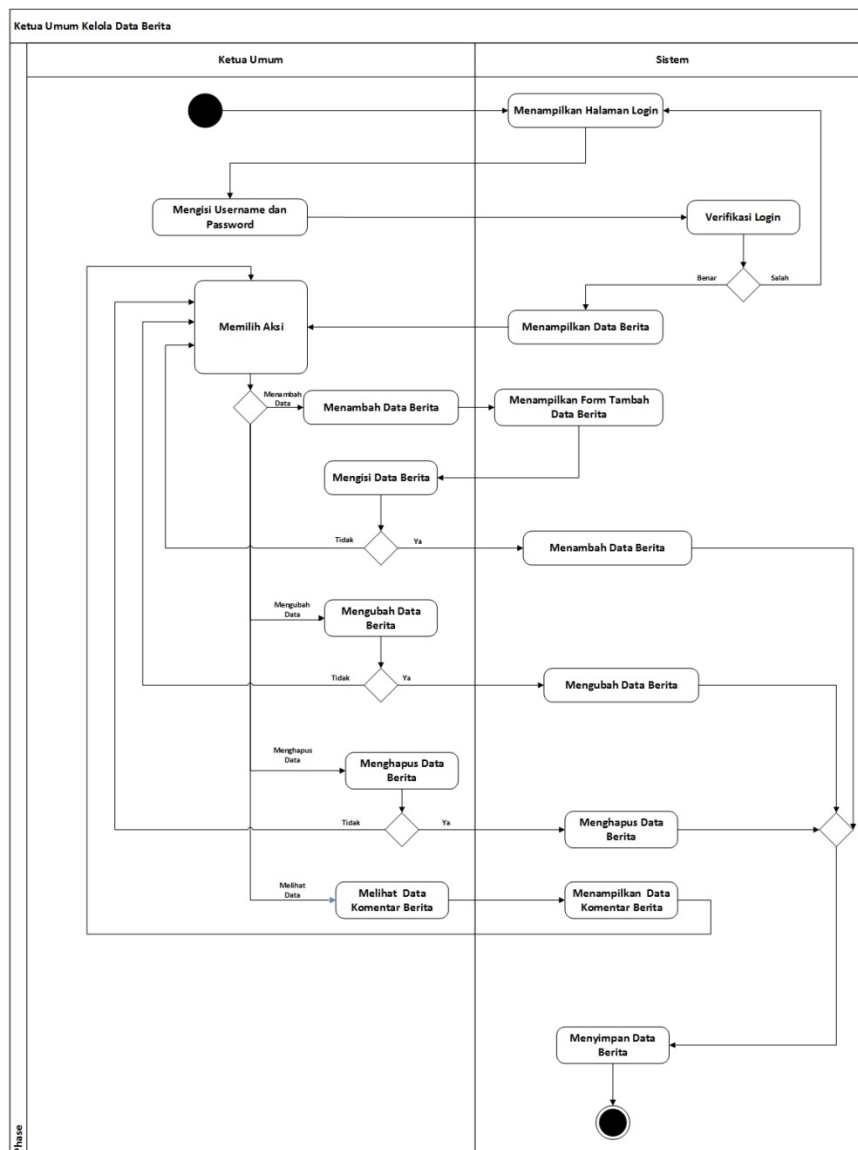 Ketua Umum Kelola Data Berita
Ketua Umum
Sistem
Menampilkan Halaman Login
Mengisi Username dan
Password
Verifikasi Login
Benar
Salah
Memilih Aksi
Menampilkan Data Berita
Menambah
Data
Menambah Data Berita
Menampilkan Form Tambah
Data Berita
Mengisi Data Berita
Tidak
Ya
Menambah Data Berita
Mengubah
Data
Mengubah Data
Berita
Tidak
Ya
Mengubah Data Berita
Menghapus
Data
Menghapus Data
Berita
Tidak
Ya
Menghapus Data
Berita
Melihat
Data
Melihat Data
Komentar Berita
Menampilkan Data
Komentar Berita
Menyimpan Data
Berita
Phase